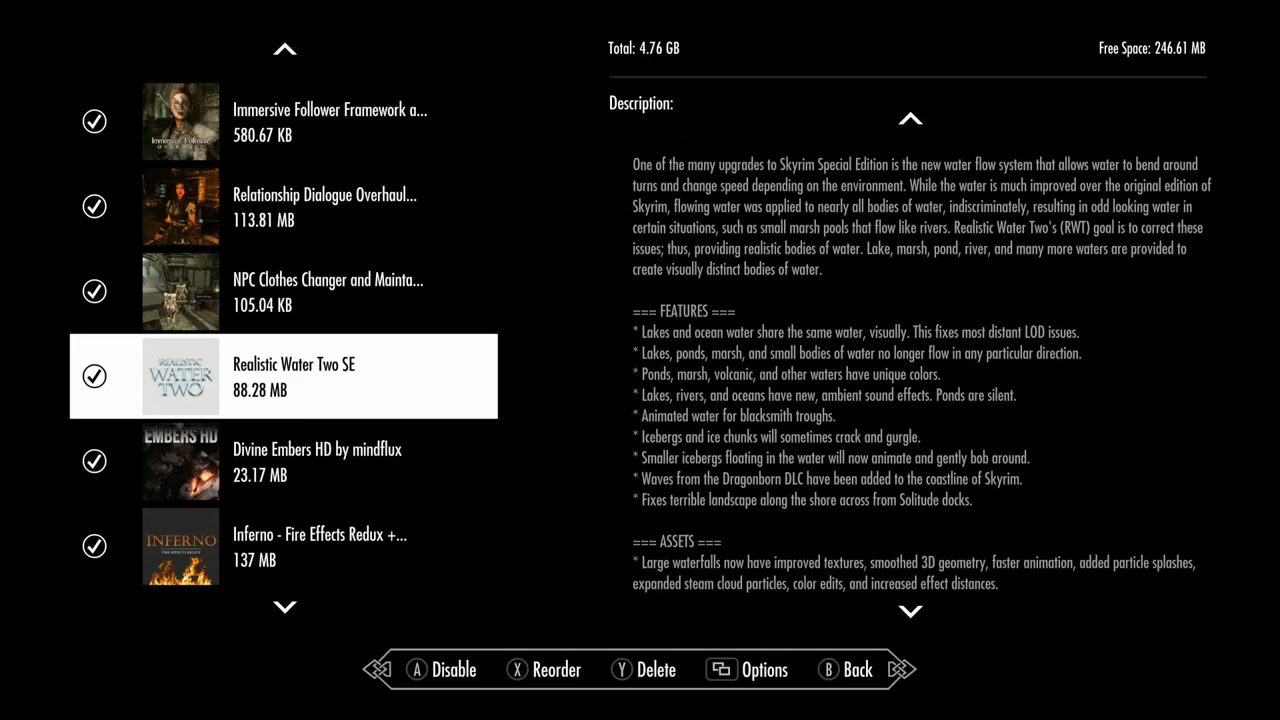 Total: 4.76 GB
Free Space: 246.61 MB
Immersive Follower Framework a...
580.67 KB
Immersive Follower
OVERHAUL
Relationship Dialogue Overhaul...
113.81 MB
NPC Clothes Changer and Mainta...
105.04 KB
Realistic Water Two SE
88.28 MB
REALISTIC
WATER
TWO
Divine Embers HD by mindflux
23.17 MB
EMBERS HD
Inferno - Fire Effects Redux +...
137 MB
INFERNO
FIRE EFFECTS REDUX
Description:
One of the many upgrades to Skyrim Special Edition is the new water flow system that allows water to bend around
turns and change speed depending on the environment. While the water is much improved over the original edition of
Skyrim, flowing water was applied to nearly all bodies of water, indiscriminately, resulting in odd looking water in
certain situations, such as small marsh pools that flow like rivers. Realistic Water Two's (RWT) goal is to correct these
issues; thus, providing realistic bodies of water. Lake, marsh, pond, river, and many more waters are provided to
create visually distinct bodies of water.
=== FEATURES ===
* Lakes and ocean water share the same water, visually. This fixes most distant LOD issues.
* Lakes, ponds, marsh, and small bodies of water no longer flow in any particular direction.
* Ponds, marsh, volcanic, and other waters have unique colors.
* Lakes, rivers, and oceans have new, ambient sound effects. Ponds are silent.
* Animated water for blacksmith troughs.
* Icebergs and ice chunks will sometimes crack and gurgle.
* Smaller icebergs floating in the water will now animate and gently bob around.
* Waves from the Dragonborn DLC have been added to the coastline of Skyrim.
* Fixes terrible landscape along the shore across from Solitude docks.
=== ASSETS ===
* Large waterfalls now have improved textures, smoothed 3D geometry, faster animation, added particle splashes,
expanded steam cloud particles, color edits, and increased effect distances.
A Disable X Reorder Y Delete Options B Back